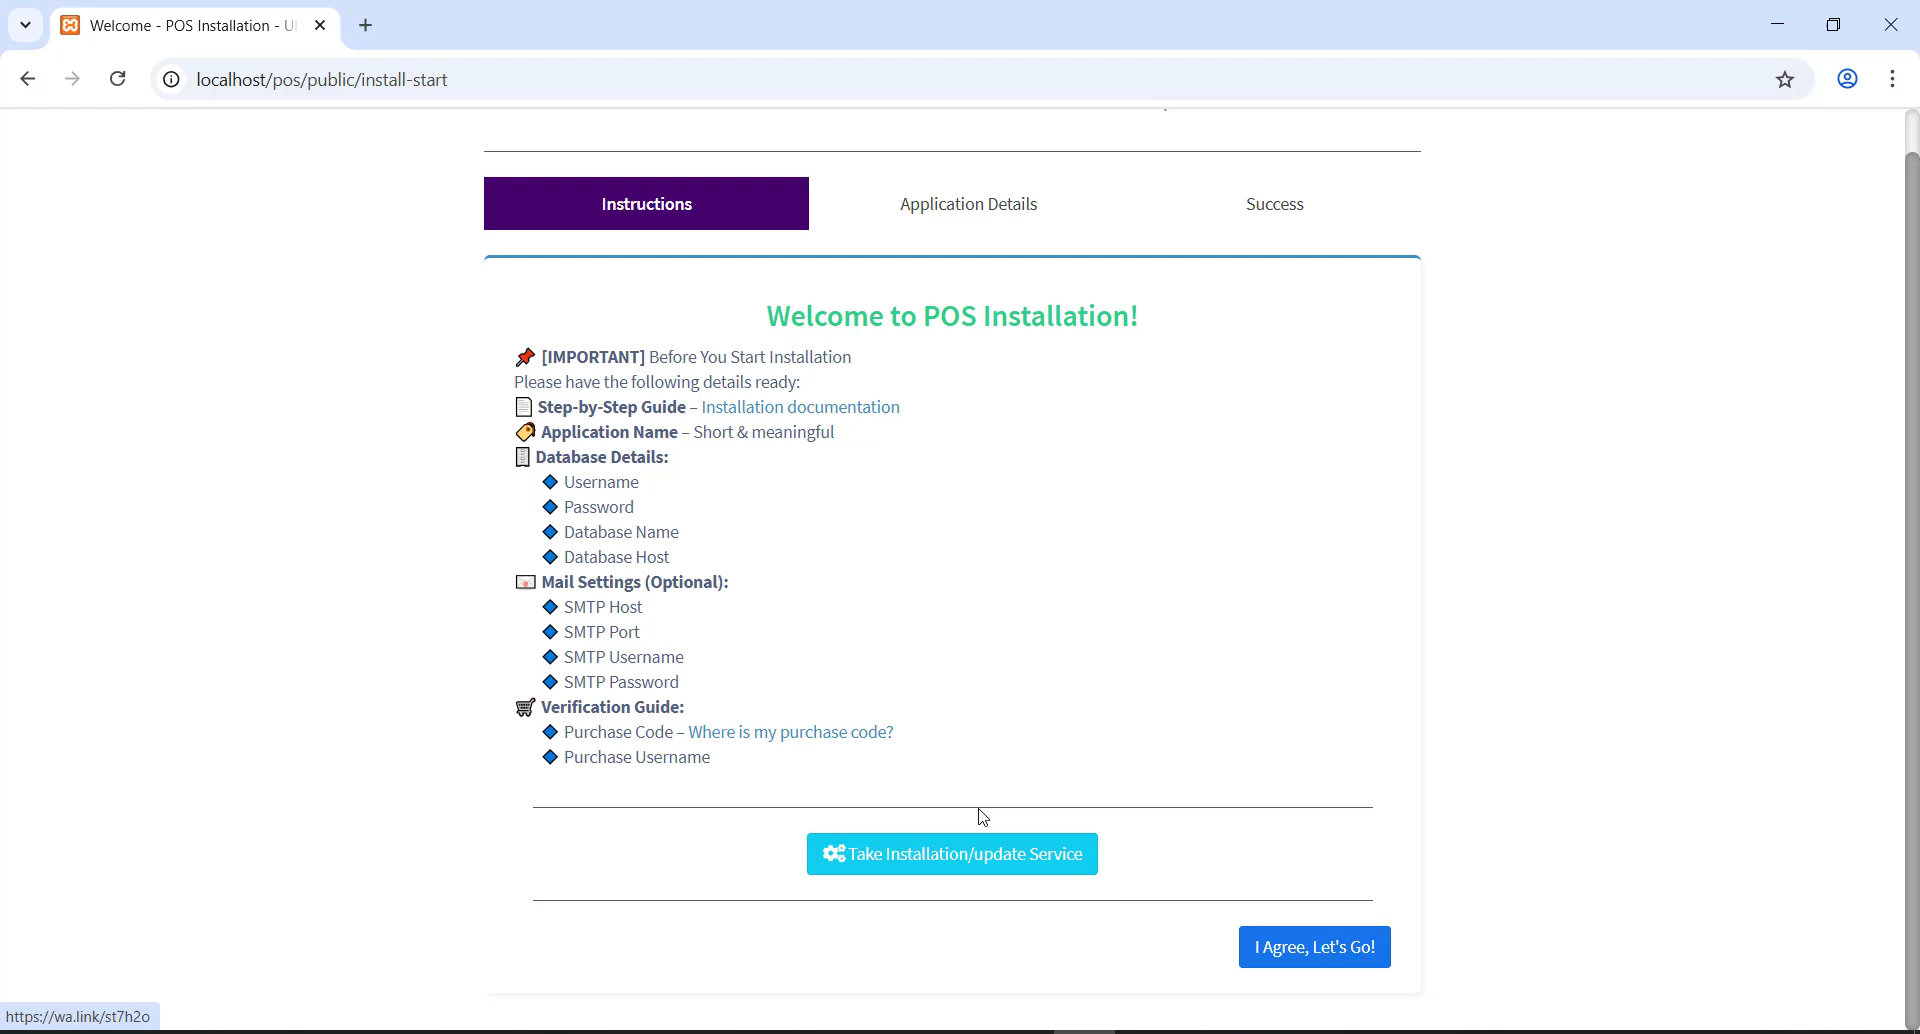 Welcome - POS Installation - Ul
localhost/pos/public/install-start
Instructions
Application Details
Success
Welcome to POS Installation!
[IMPORTANT] Before You Start Installation
Please have the following details ready:
Step-by-Step Guide – Installation documentation
Application Name – Short & meaningful
Database Details:
Username
Password
Database Name
Database Host
Mail Settings (Optional):
SMTP Host
SMTP Port
SMTP Username
SMTP Password
Verification Guide:
Purchase Code – Where is my purchase code?
Purchase Username
Take Installation/update Service
I Agree, Let's Go!
https://wa.link/st7h2o